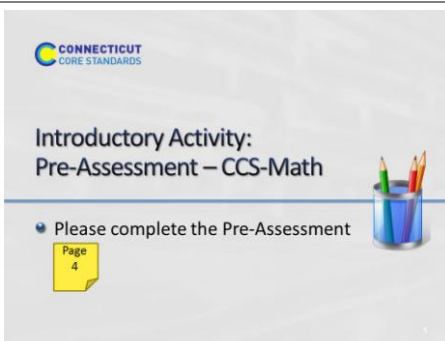 CONNECTICUT
CORE STANDARDS
Introductory Activity:
Pre-Assessment – CCS-Math
Please complete the Pre-Assessment
Page
4